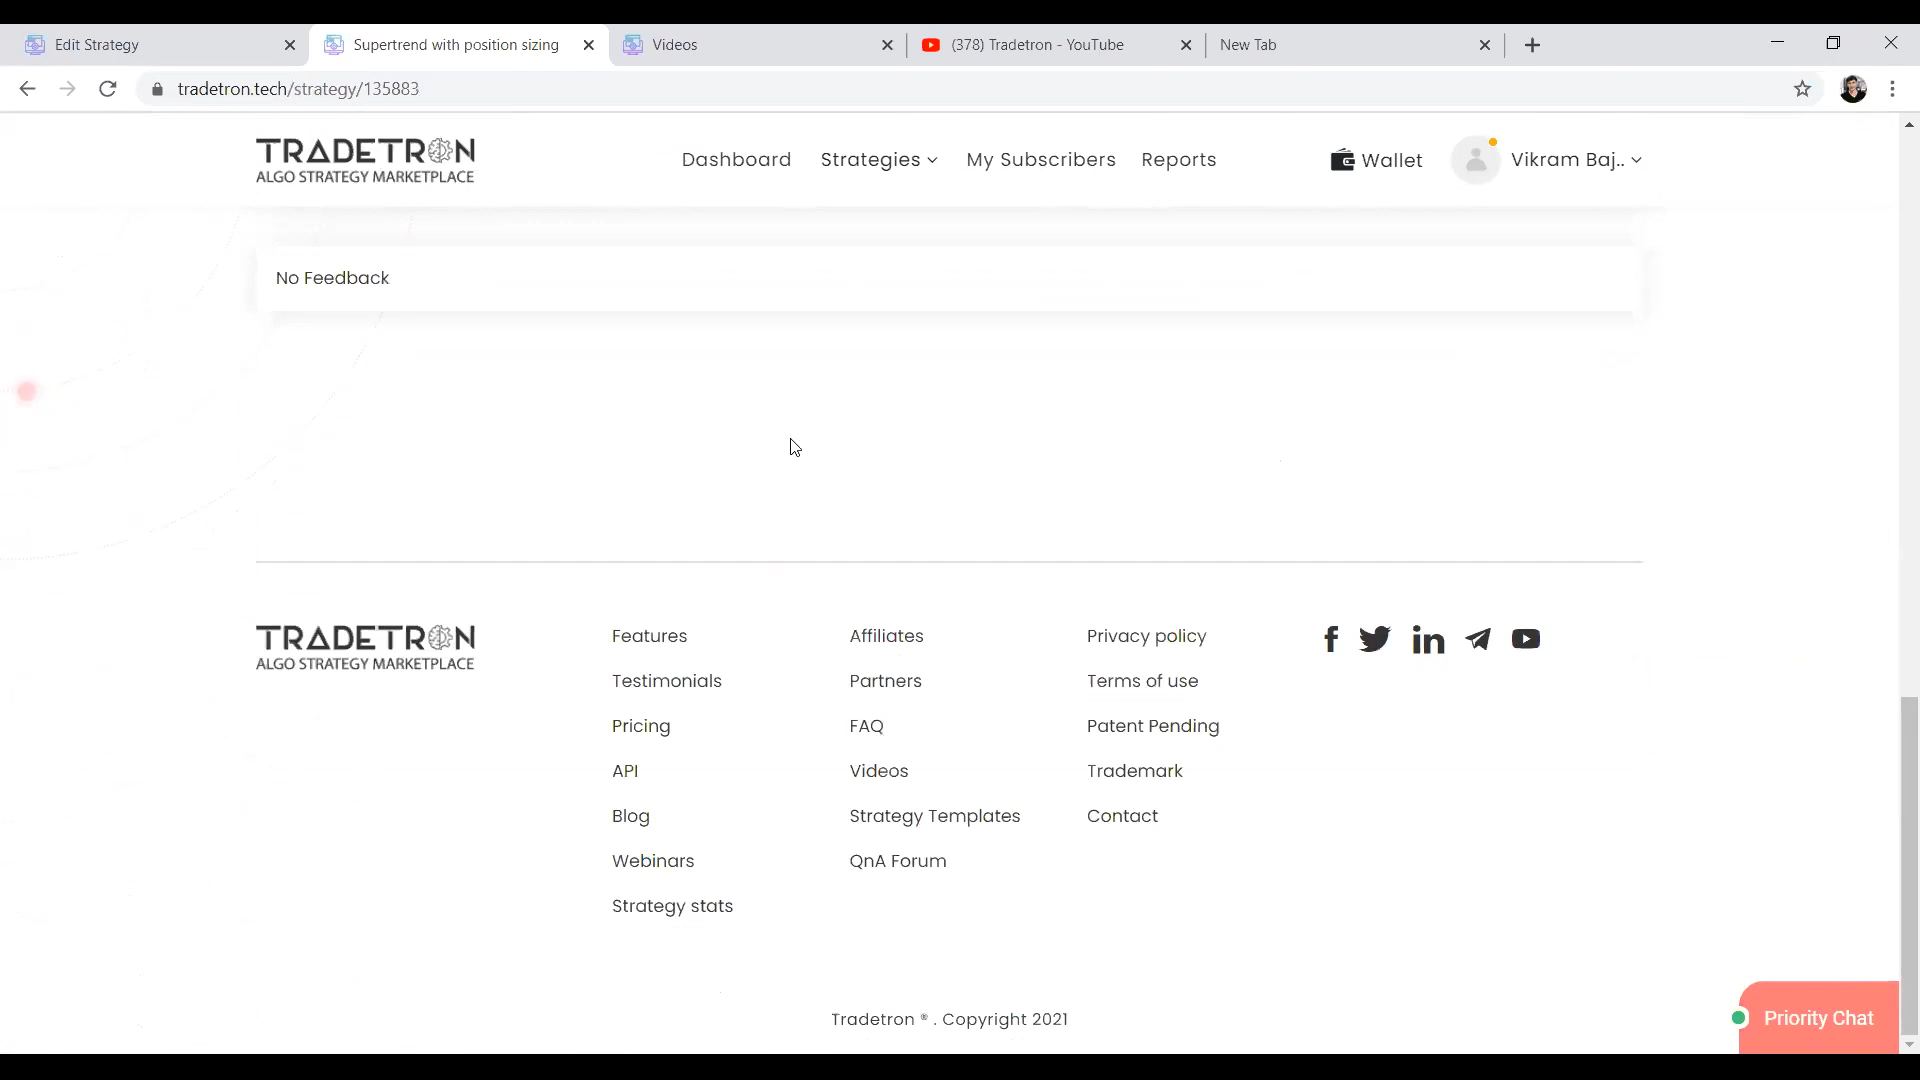 Edit Strategy
Supertrend with position sizing
Videos
(378) Tradetron - YouTube
New Tab
tradetron.tech/strategy/135883
TRADETRON
ALGO STRATEGY MARKETPLACE
Dashboard
Strategies
My Subscribers
Reports
Wallet
Vikram Baj..
No Feedback
TRADETRON
ALGO STRATEGY MARKETPLACE
Features
Testimonials
Pricing
API
Blog
Webinars
Strategy stats
Affiliates
Partners
FAQ
Videos
Strategy Templates
QnA Forum
Privacy policy
Terms of use
Patent Pending
Trademark
Contact
Tradetron ® . Copyright 2021
Priority Chat